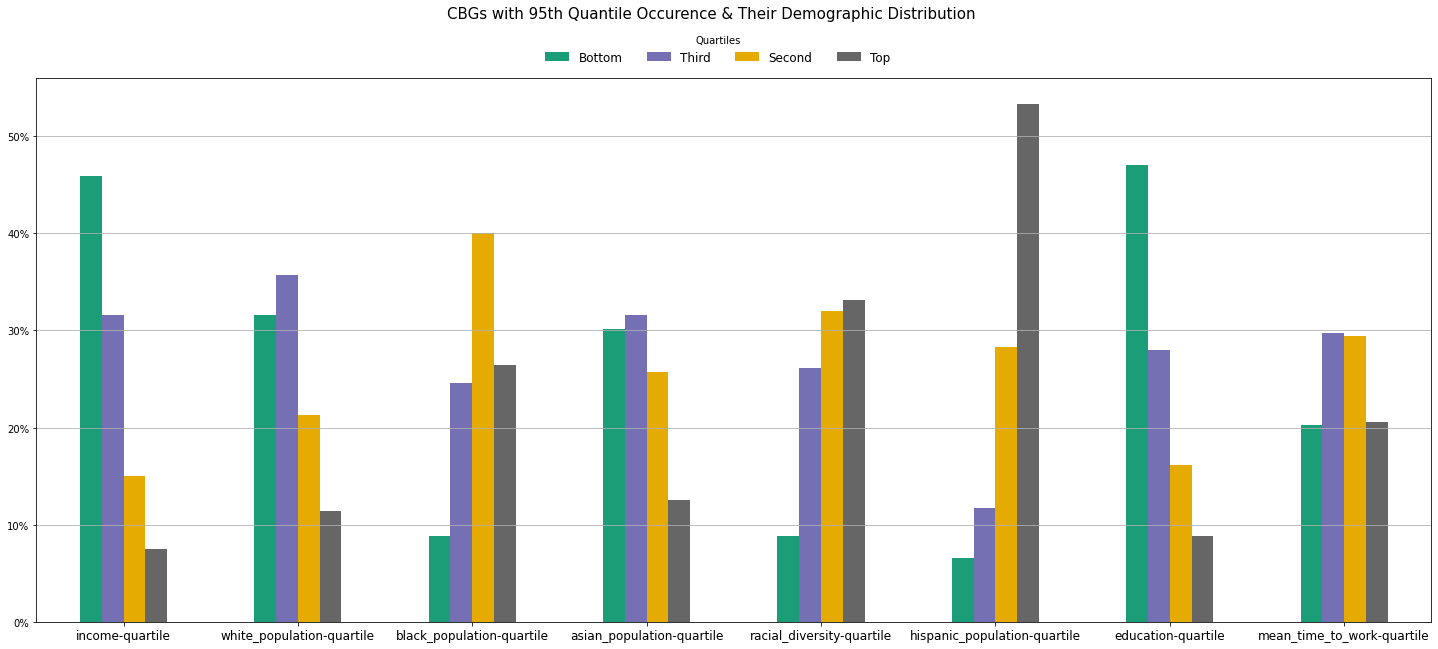 CBGs with 95th Quantile Occurence & Their Demographic Distribution
Quartiles
Bottom Third Second Top
50%
40%
30%
20%
10%
0%
income-quartile white_population-quartile black_population-quartile asian_population-quartile racial_diversity-quartile hispanic_population-quartile education-quartile mean_time_to_work-quartile